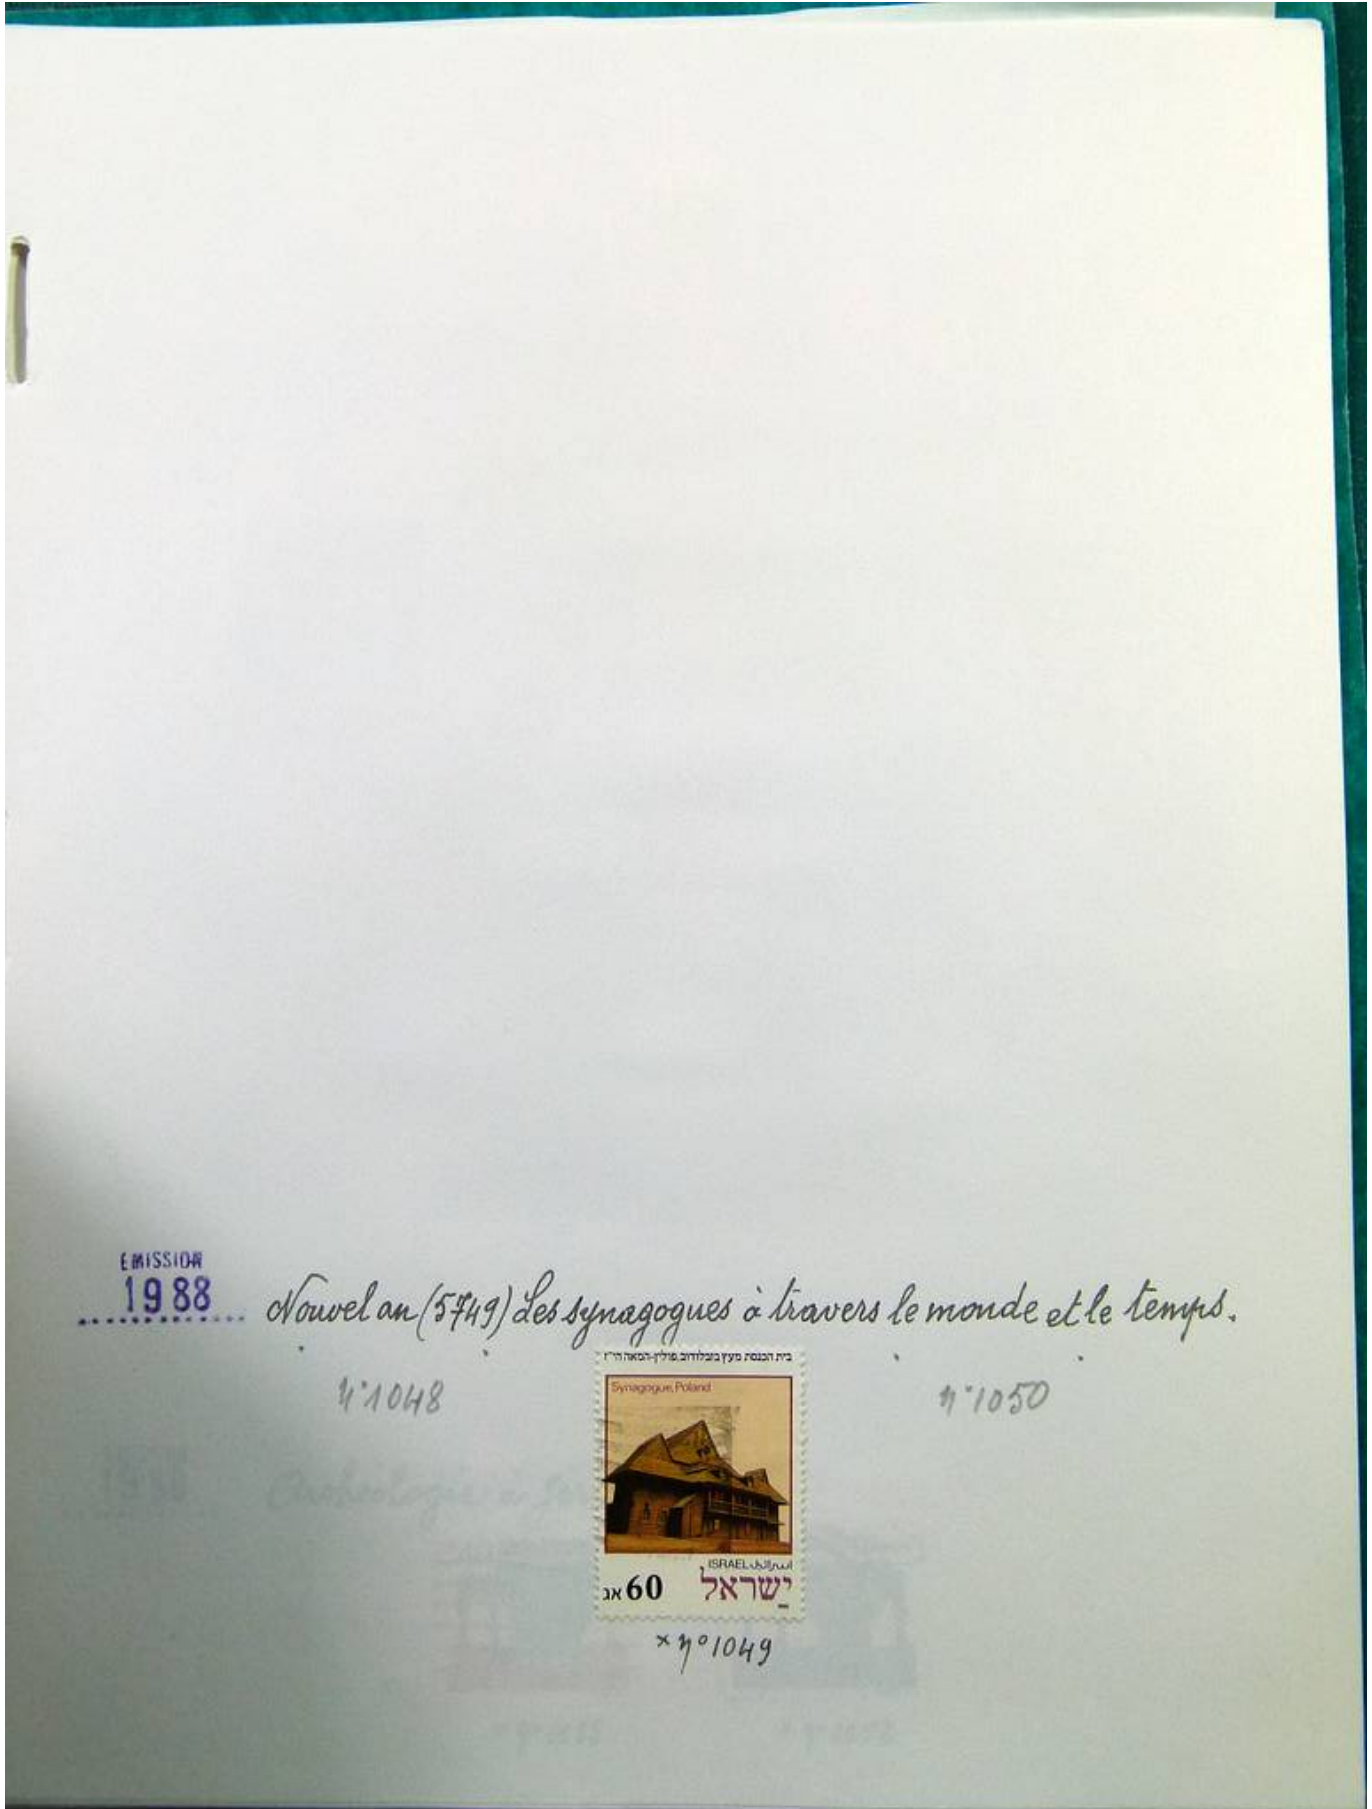 EMISSION
1988 Nouvel an (5749) Les synagogues à travers le monde et le temps.
n°1048
n°1050
בית הכנסת מעץ בזבלודוב, פולין-המאה הי"ז
Synagogue, Poland
ISRAEL اسرائيل
אג 60 ישראל
x n°1049